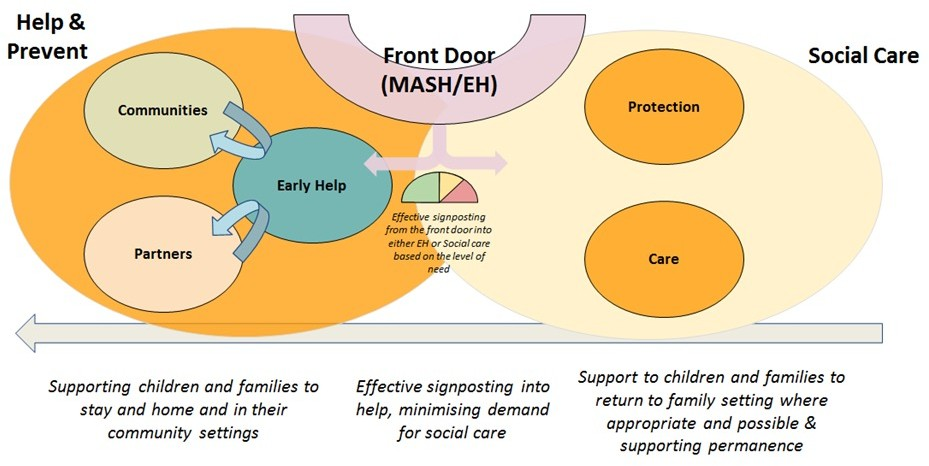 Help &
Prevent
Front Door
(MASH/EH)
Social Care
Communities
Protection
Early Help
Partners
Care
Effective signposting
from the front door into
either EH or Social care
based on the level of
need
Supporting children and families to
stay and home and in their
community settings
Effective signposting into
help, minimising demand
for social care
Support to children and families to
return to family setting where
appropriate and possible &
supporting permanence